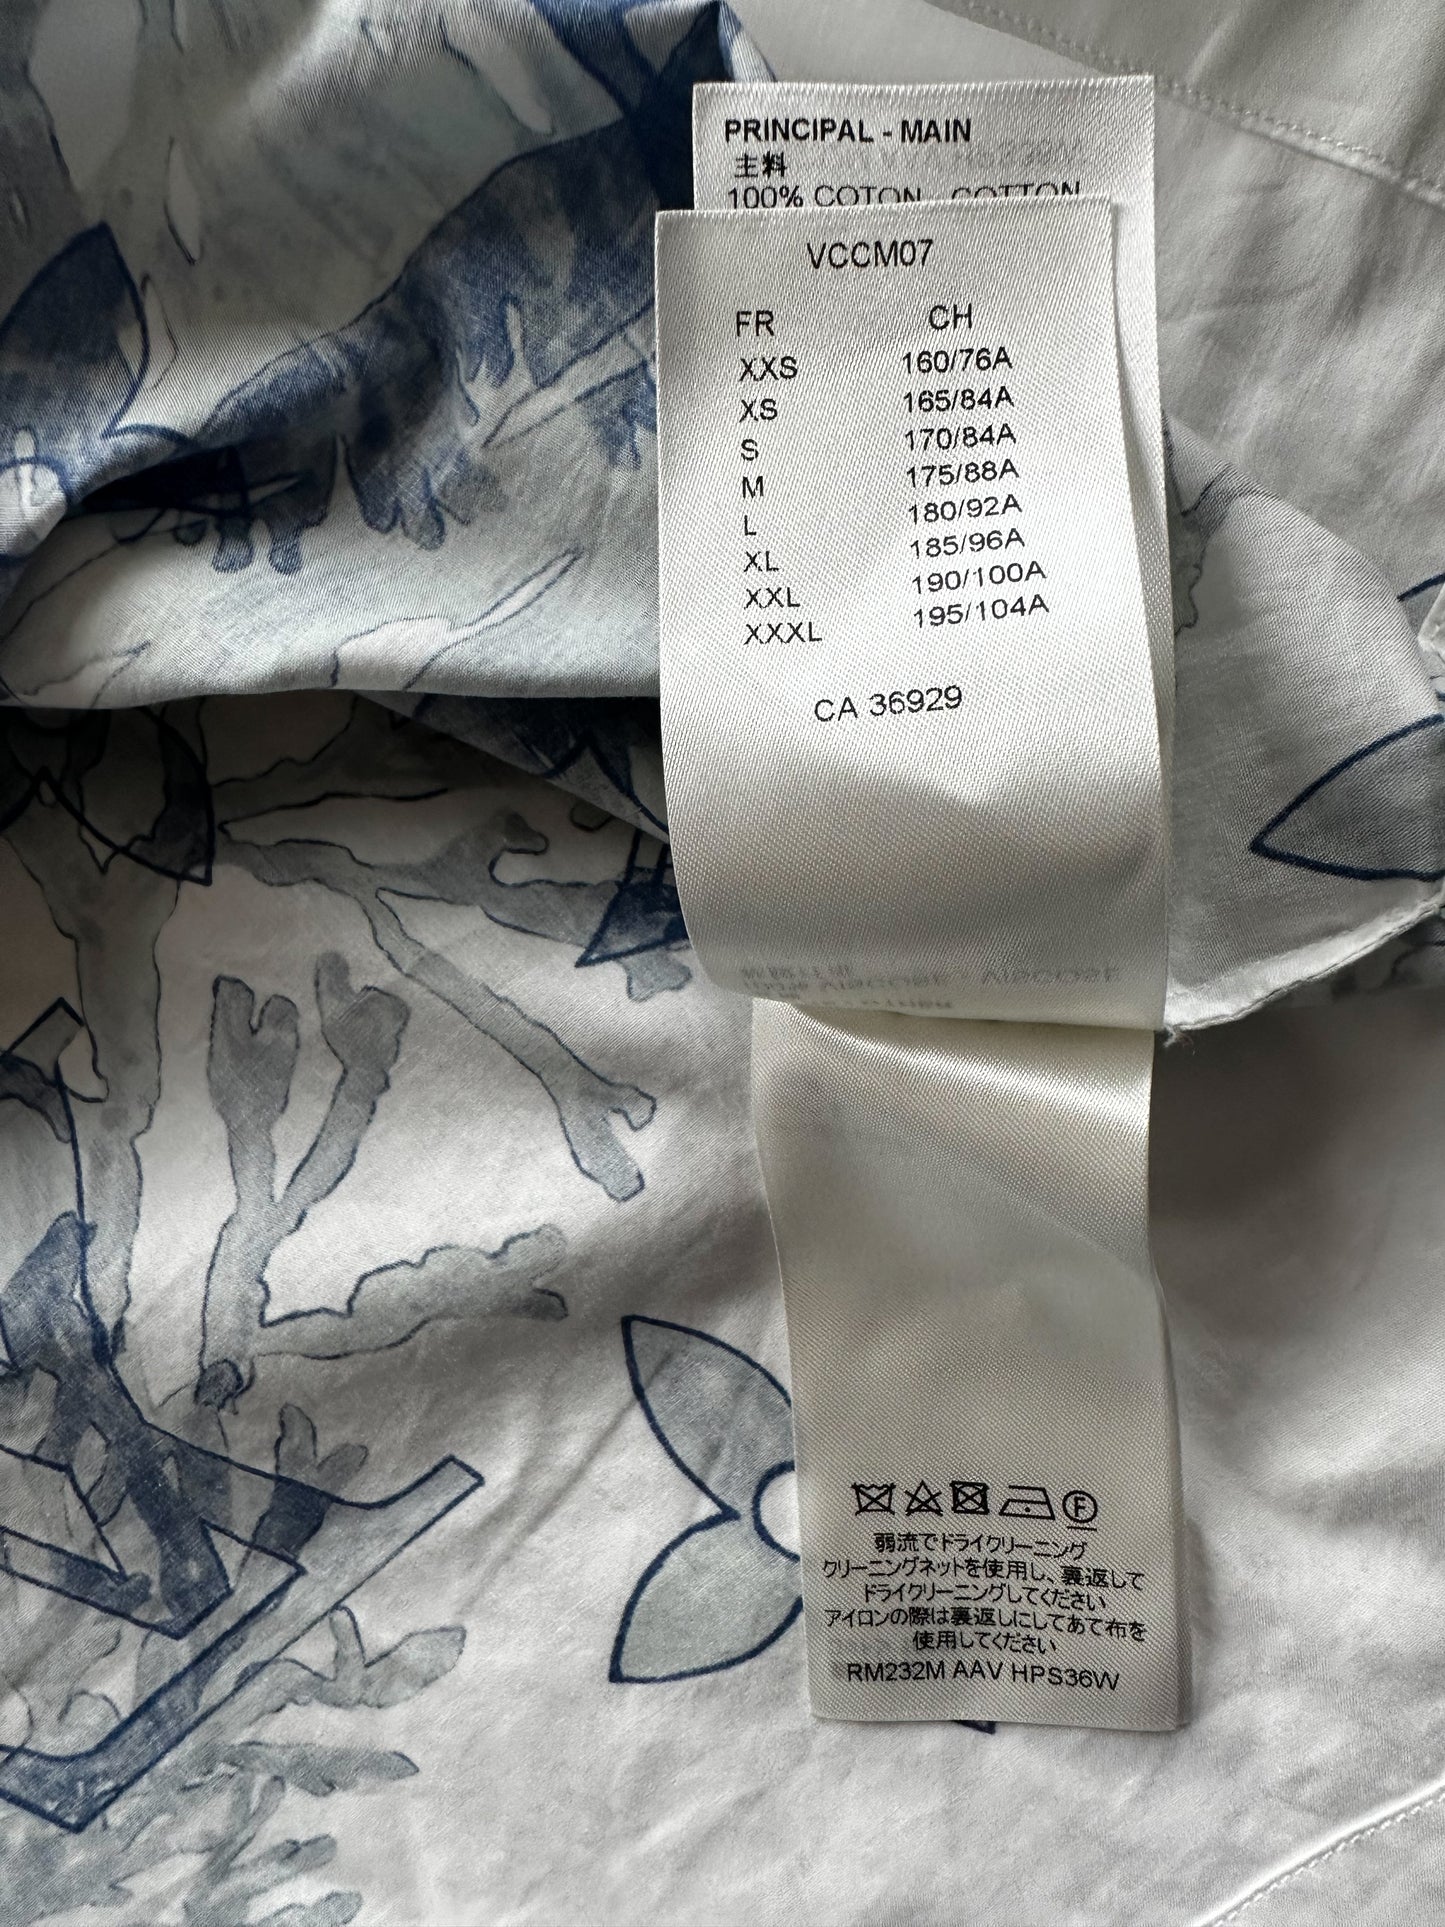 PRINCIPAL - MAIN
主料
100% COTON - COTTON
VCCM07
FR CH
XXS 160/76A
XS 165/84A
S 170/84A
M 175/88A
L 180/92A
XL 185/96A
XXL 190/100A
XXXL 195/104A
CA 36929
F
弱流でドライクリーニング
クリーニングネットを使用し、裏返して
ドライクリーニングしてください
アイロンの際は裏返しにしてあて布を
使用してください
RM232M AAV HPS36W